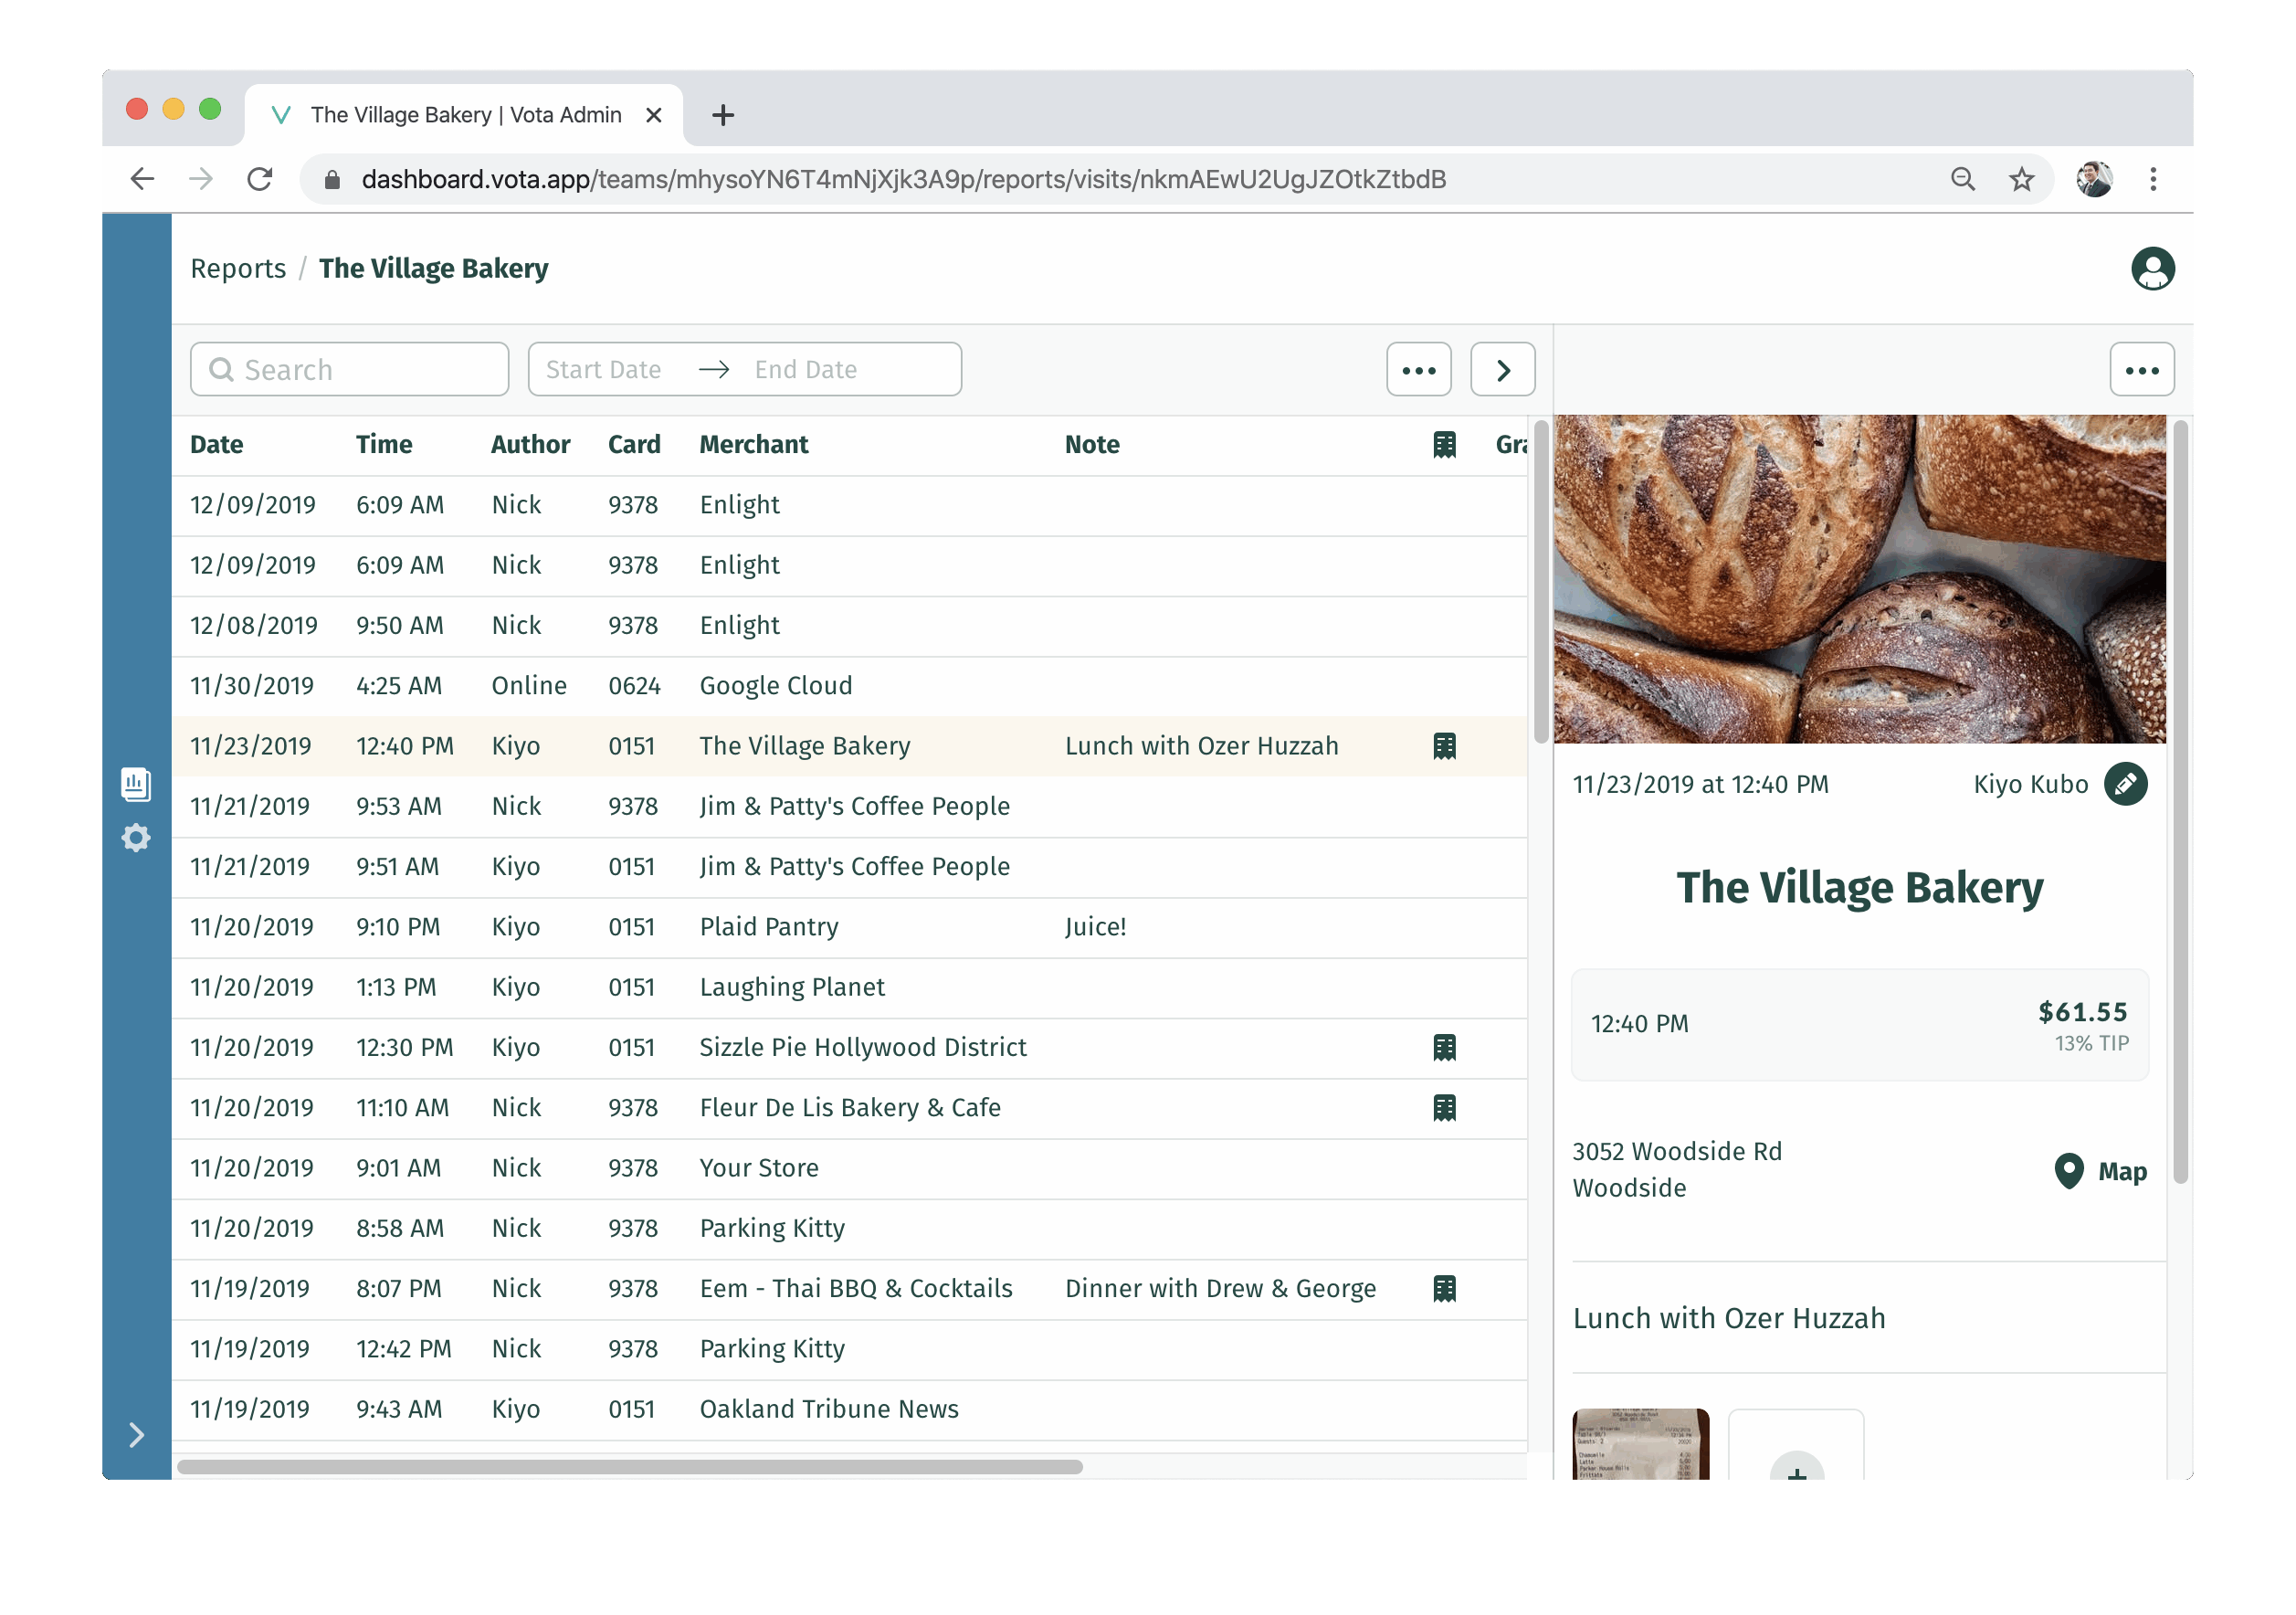 The Village Bakery | Vota Admin
dashboard.vota.app/teams/mhysoYN6T4mNjXjk3A9p/reports/visits/nkmAEwU2UgJZOtkZtbdB
Reports / The Village Bakery
Search
Start Date → End Date
Date Time Author Card Merchant Note Gra
12/09/2019 6:09 AM Nick 9378 Enlight
12/09/2019 6:09 AM Nick 9378 Enlight
12/08/2019 9:50 AM Nick 9378 Enlight
11/30/2019 4:25 AM Online 0624 Google Cloud
11/23/2019 12:40 PM Kiyo 0151 The Village Bakery Lunch with Ozer Huzzah
11/21/2019 9:53 AM Nick 9378 Jim & Patty's Coffee People
11/21/2019 9:51 AM Kiyo 0151 Jim & Patty's Coffee People
11/20/2019 9:10 PM Kiyo 0151 Plaid Pantry Juice!
11/20/2019 1:13 PM Kiyo 0151 Laughing Planet
11/20/2019 12:30 PM Kiyo 0151 Sizzle Pie Hollywood District
11/20/2019 11:10 AM Nick 9378 Fleur De Lis Bakery & Cafe
11/20/2019 9:01 AM Nick 9378 Your Store
11/20/2019 8:58 AM Nick 9378 Parking Kitty
11/19/2019 8:07 PM Nick 9378 Eem - Thai BBQ & Cocktails Dinner with Drew & George
11/19/2019 12:42 PM Nick 9378 Parking Kitty
11/19/2019 9:43 AM Kiyo 0151 Oakland Tribune News
11/23/2019 at 12:40 PM Kiyo Kubo
The Village Bakery
12:40 PM $61.55
13% TIP
3052 Woodside Rd
Woodside
Map
Lunch with Ozer Huzzah